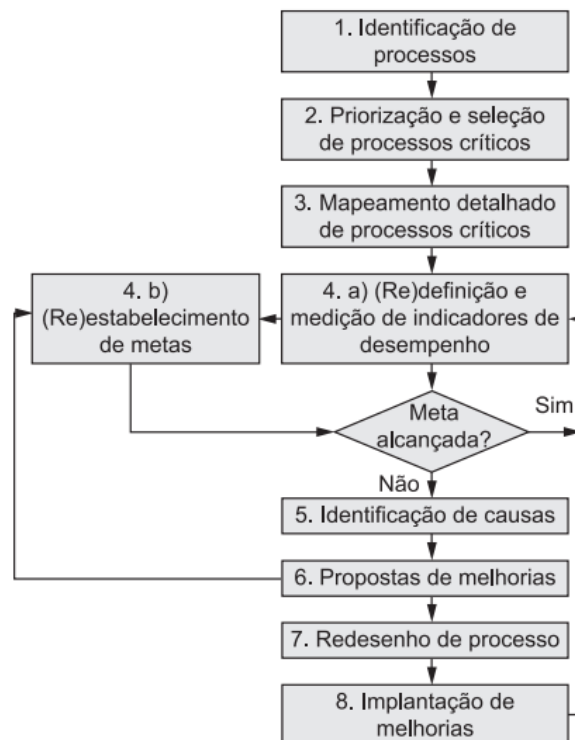 1. Identificação de
processos
2. Priorização e seleção
de processos críticos
3. Mapeamento detalhado
de processos críticos
4. b)
(Re)estabelecimento
de metas
4. a) (Re)definição e
medição de indicadores de
desempenho
Meta
alcançada?
Sim
Não
5. Identificação de causas
6. Propostas de melhorias
7. Redesenho de processo
8. Implantação de
melhorias